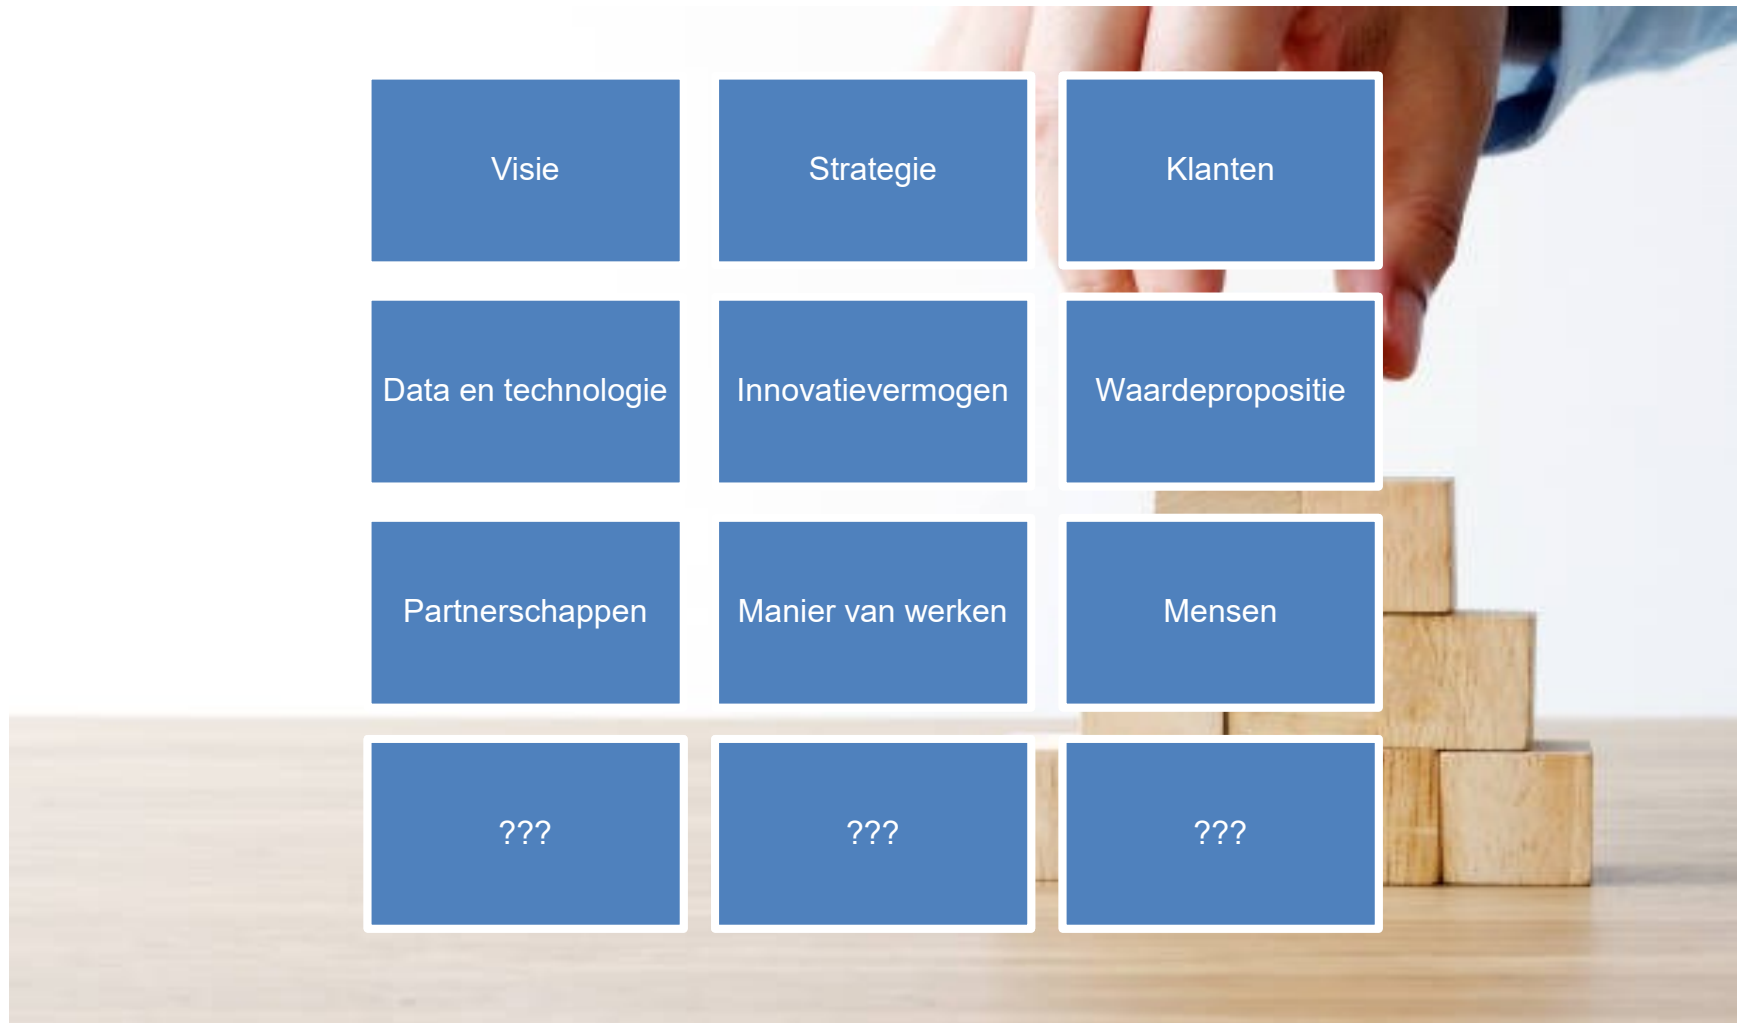 Visie
Strategie
Klanten
Data en technologie
Innovatievermogen
Waardepropositie
Partnerschappen
Manier van werken
Mensen
???
???
???